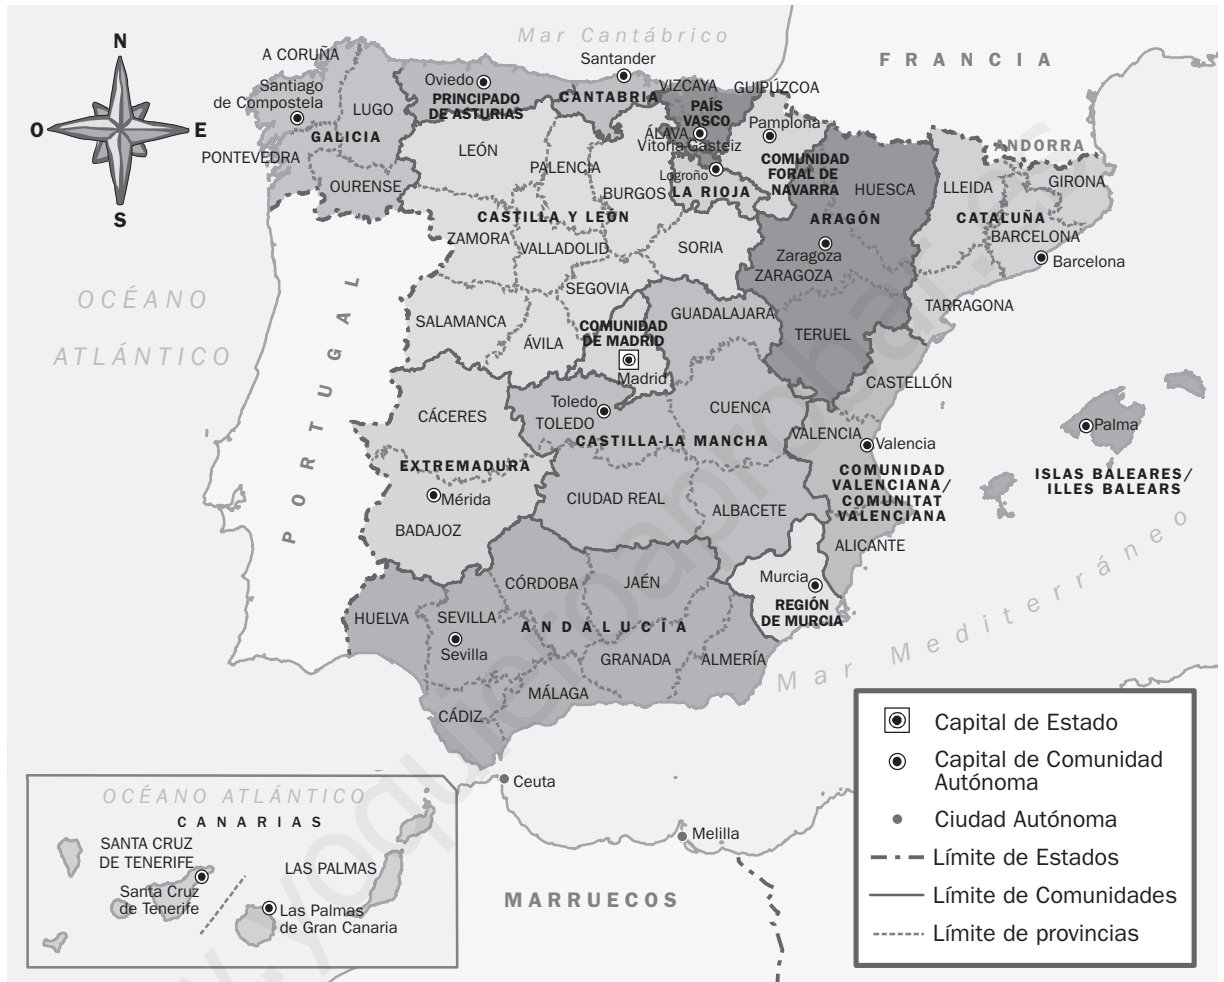 N
O
E
S
Mar Cantábrico
FRANCIA
ANDORRA
OCÉANO
ATLÁNTICO
PORTUGAL
A CORUÑA
Santiago
de Compostela
LUGO
GALICIA
PONTEVEDRA
OURENSE
Oviedo
PRINCIPADO
DE ASTURIAS
Santander
CANTABRIA
VIZCAYA
GUIPÚZCOA
PAÍS
VASCO
ÁLAVA
Vitoria-Gasteiz
Pamplona
COMUNIDAD
FORAL DE
NAVARRA
Logroño
LA RIOJA
LEÓN
PALENCIA
BURGOS
CASTILLA Y LEÓN
ZAMORA
VALLADOLID
SORIA
SEGOVIA
SALAMANCA
ÁVILA
HUESCA
ARAGÓN
Zaragoza
ZARAGOZA
TERUEL
LLEIDA
GIRONA
CATALUÑA
BARCELONA
Barcelona
TARRAGONA
COMUNIDAD
DE MADRID
Madrid
GUADALAJARA
Toledo
TOLEDO
CUENCA
CASTILLA-LA MANCHA
CIUDAD REAL
ALBACETE
CÁCERES
EXTREMADURA
Mérida
BADAJOZ
CASTELLÓN
VALENCIA
Valencia
COMUNIDAD
VALENCIANA/
COMUNITAT
VALENCIANA
ALICANTE
Palma
ISLAS BALEARES/
ILLES BALEARS
Murcia
REGIÓN
DE MURCIA
HUELVA
SEVILLA
Sevilla
CÓRDOBA
JAÉN
ANDALUCÍA
GRANADA
ALMERÍA
MÁLAGA
CÁDIZ
Mar Mediterráneo
Ceuta
Melilla
MARRUECOS
OCÉANO ATLÁNTICO
CANARIAS
SANTA CRUZ
DE TENERIFE
Santa Cruz
de Tenerife
LAS PALMAS
Las Palmas
de Gran Canaria
Capital de Estado
Capital de Comunidad
Autónoma
Ciudad Autónoma
Límite de Estados
Límite de Comunidades
Límite de provincias